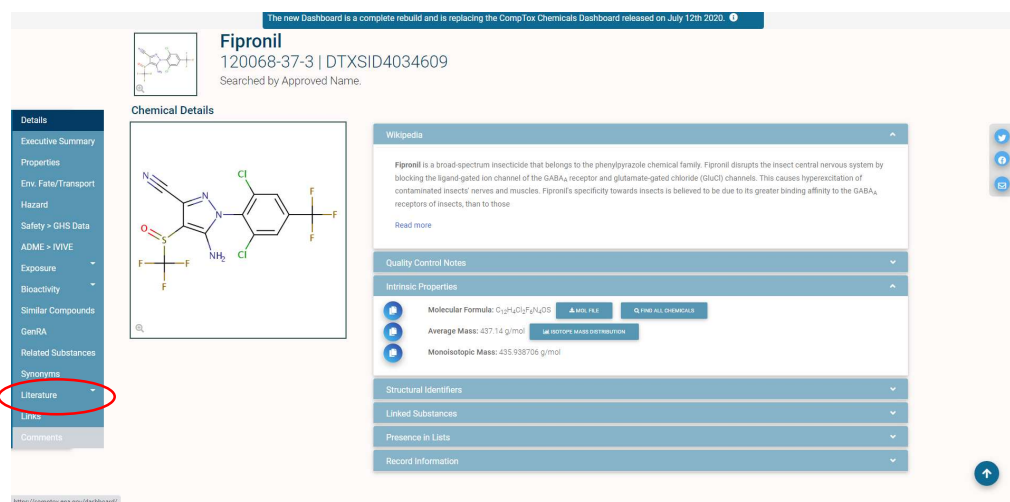 The new Dashboard is a complete rebuild and is replacing the CompTox Chemicals Dashboard released on July 12th 2020.
Fipronil
120068-37-3 | DTXSID4034609
Searched by Approved Name.
Chemical Details
Details
Executive Summary
Properties
Env. Fate/Transport
Hazard
Safety > GHS Data
ADME > IVIVE
Exposure
Bioactivity
Similar Compounds
GenRA
Related Substances
Synonyms
Literature
Links
Comments
N
N
N
Cl
F
F
F
O
S
NH₂
Cl
F
F
F
Wikipedia
Fipronil is a broad-spectrum insecticide that belongs to the phenylpyrazole chemical family. Fipronil disrupts the insect central nervous system by
blocking the ligand-gated ion channel of the GABA_A receptor and glutamate-gated chloride (GluCl) channels. This causes hyperexcitation of
contaminated insects' nerves and muscles. Fipronil's specificity towards insects is believed to be due to its greater binding affinity to the GABA_A
receptors of insects, than to those
Read more
Quality Control Notes
Intrinsic Properties
Molecular Formula: C₁₂H₄Cl₂F₆N₄OS MOL FILE FIND ALL CHEMICALS
Average Mass: 437.14 g/mol ISOTOPE MASS DISTRIBUTION
Monoisotopic Mass: 435.938706 g/mol
Structural Identifiers
Linked Substances
Presence in Lists
Record Information